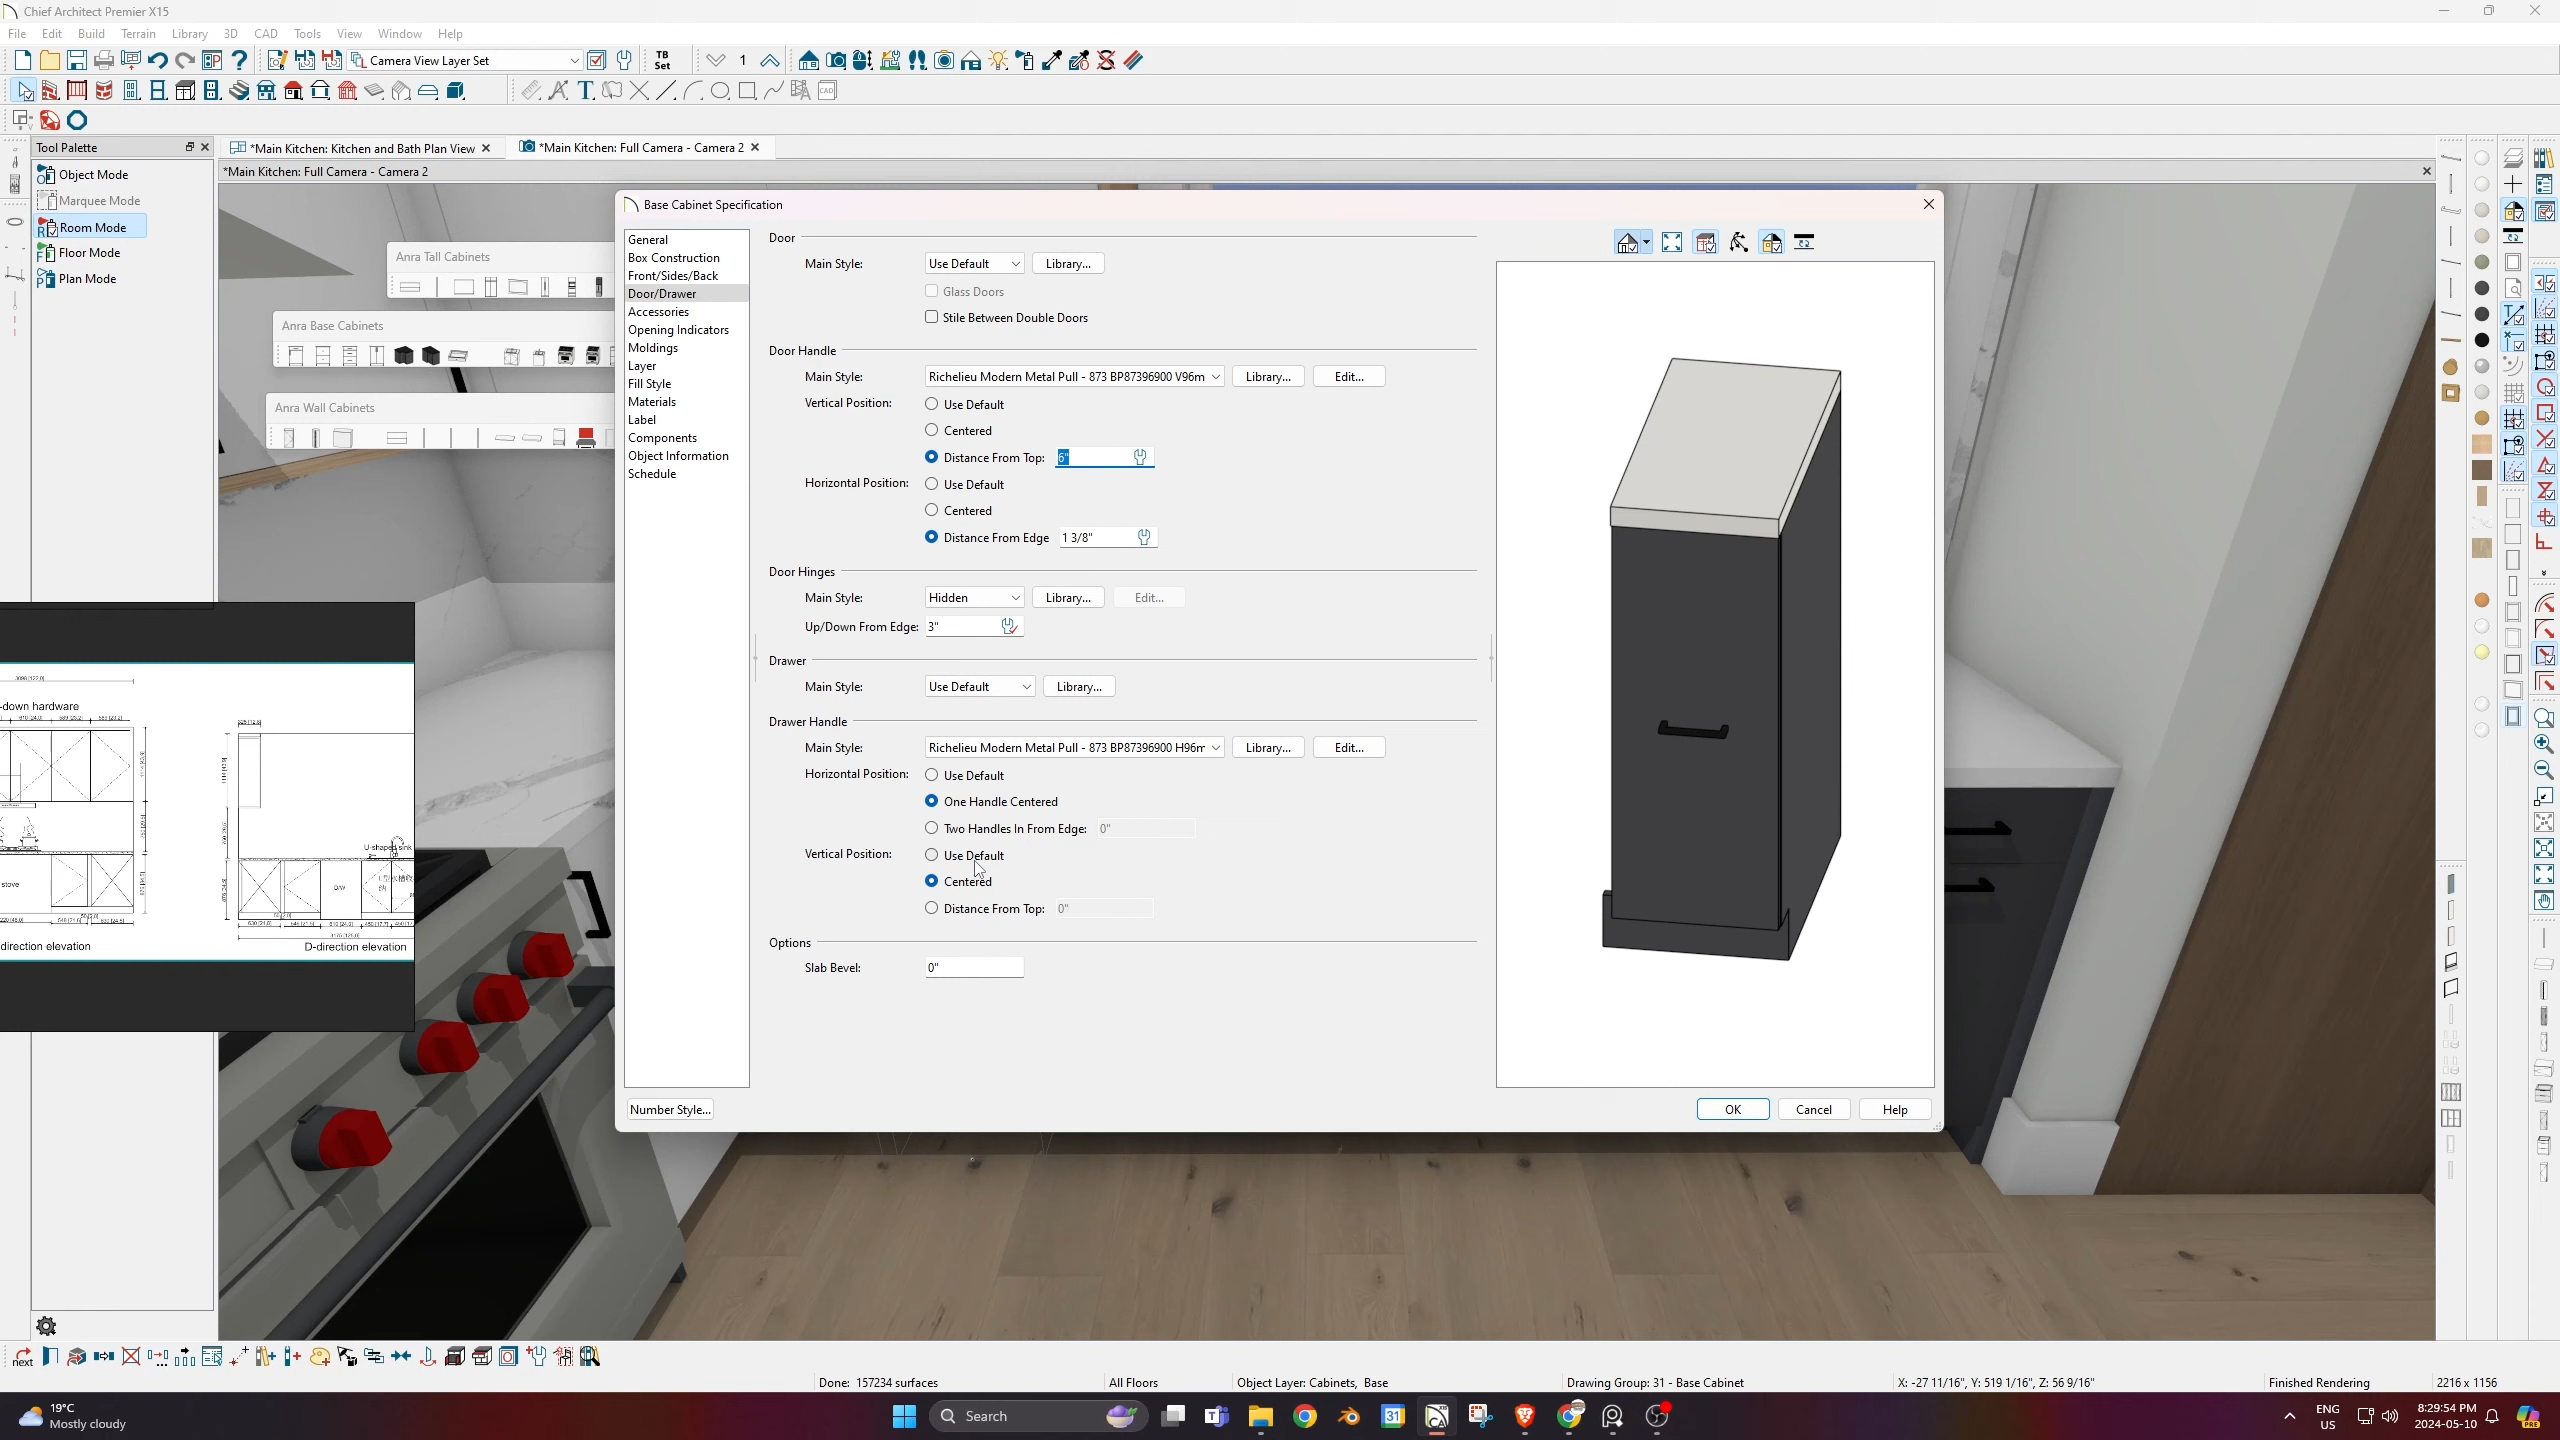 Chief Architect Premier X15
File Edit Build Terrain Library 3D CAD Tools View Window Help
Camera View Layer Set
TB Set
1
Tool Palette
*Main Kitchen: Kitchen and Bath Plan View
*Main Kitchen: Full Camera - Camera 2
*Main Kitchen: Full Camera - Camera 2
Object Mode
Marquee Mode
Room Mode
Floor Mode
Plan Mode
Anra Tall Cabinets
Anra Base Cabinets
Anra Wall Cabinets
Base Cabinet Specification
General
Box Construction
Front/Sides/Back
Door/Drawer
Accessories
Opening Indicators
Moldings
Layer
Fill Style
Materials
Label
Components
Object Information
Schedule
Door
Main Style: Use Default Library...
Glass Doors
Stile Between Double Doors
Door Handle
Main Style: Richelieu Modern Metal Pull - 873 BP87396900 V96m Library... Edit...
Vertical Position: Use Default
Centered
Distance From Top: 6"
Horizontal Position: Use Default
Centered
Distance From Edge 1 3/8"
Door Hinges
Main Style: Hidden Library... Edit...
Up/Down From Edge: 3"
Drawer
Main Style: Use Default Library...
Drawer Handle
Main Style: Richelieu Modern Metal Pull - 873 BP87396900 H96m Library... Edit...
Horizontal Position: Use Default
One Handle Centered
Two Handles In From Edge: 0"
Vertical Position: Use Default
Centered
Distance From Top: 0"
Options
Slab Bevel: 0"
Number Style...
OK Cancel Help
-down hardware
U-shaped sink
stove
D/W
direction elevation
D-direction elevation
next
Done: 157234 surfaces
All Floors
Object Layer: Cabinets, Base
Drawing Group: 31 - Base Cabinet
X: -27 11/16", Y: 519 1/16", Z: 56 9/16"
Finished Rendering
2216 x 1156
19°C
Mostly cloudy
Search
31
ENG
US
8:29:54 PM
2024-05-10